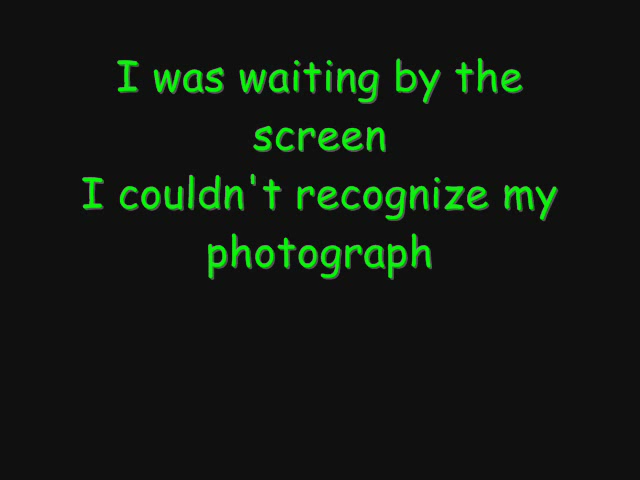 I was waiting by the
screen
I couldn't recognize my
photograph